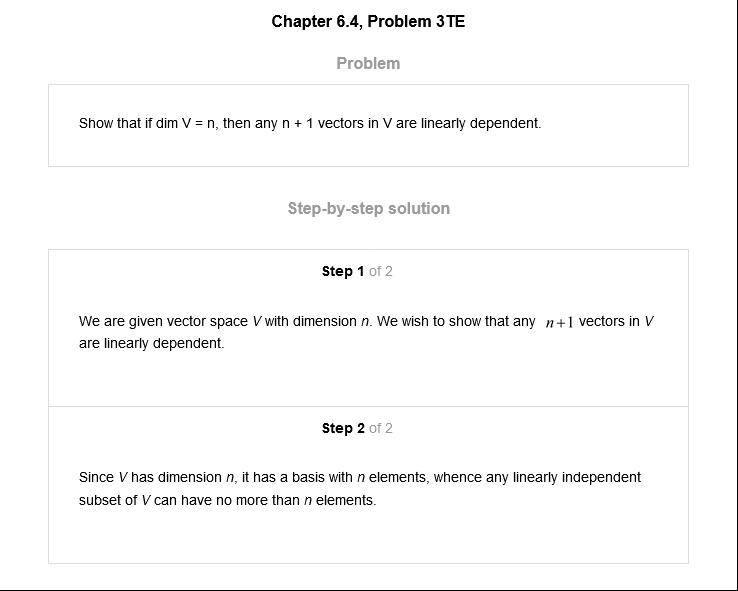 Chapter 6.4, Problem 3TE
Problem
Show that if dim V = n, then any n + 1 vectors in V are linearly dependent.
Step-by-step solution
Step 1 of 2
We are given vector space V with dimension n. We wish to show that any n+1 vectors in V
are linearly dependent.
Step 2 of 2
Since V has dimension n, it has a basis with n elements, whence any linearly independent
subset of V can have no more than n elements.